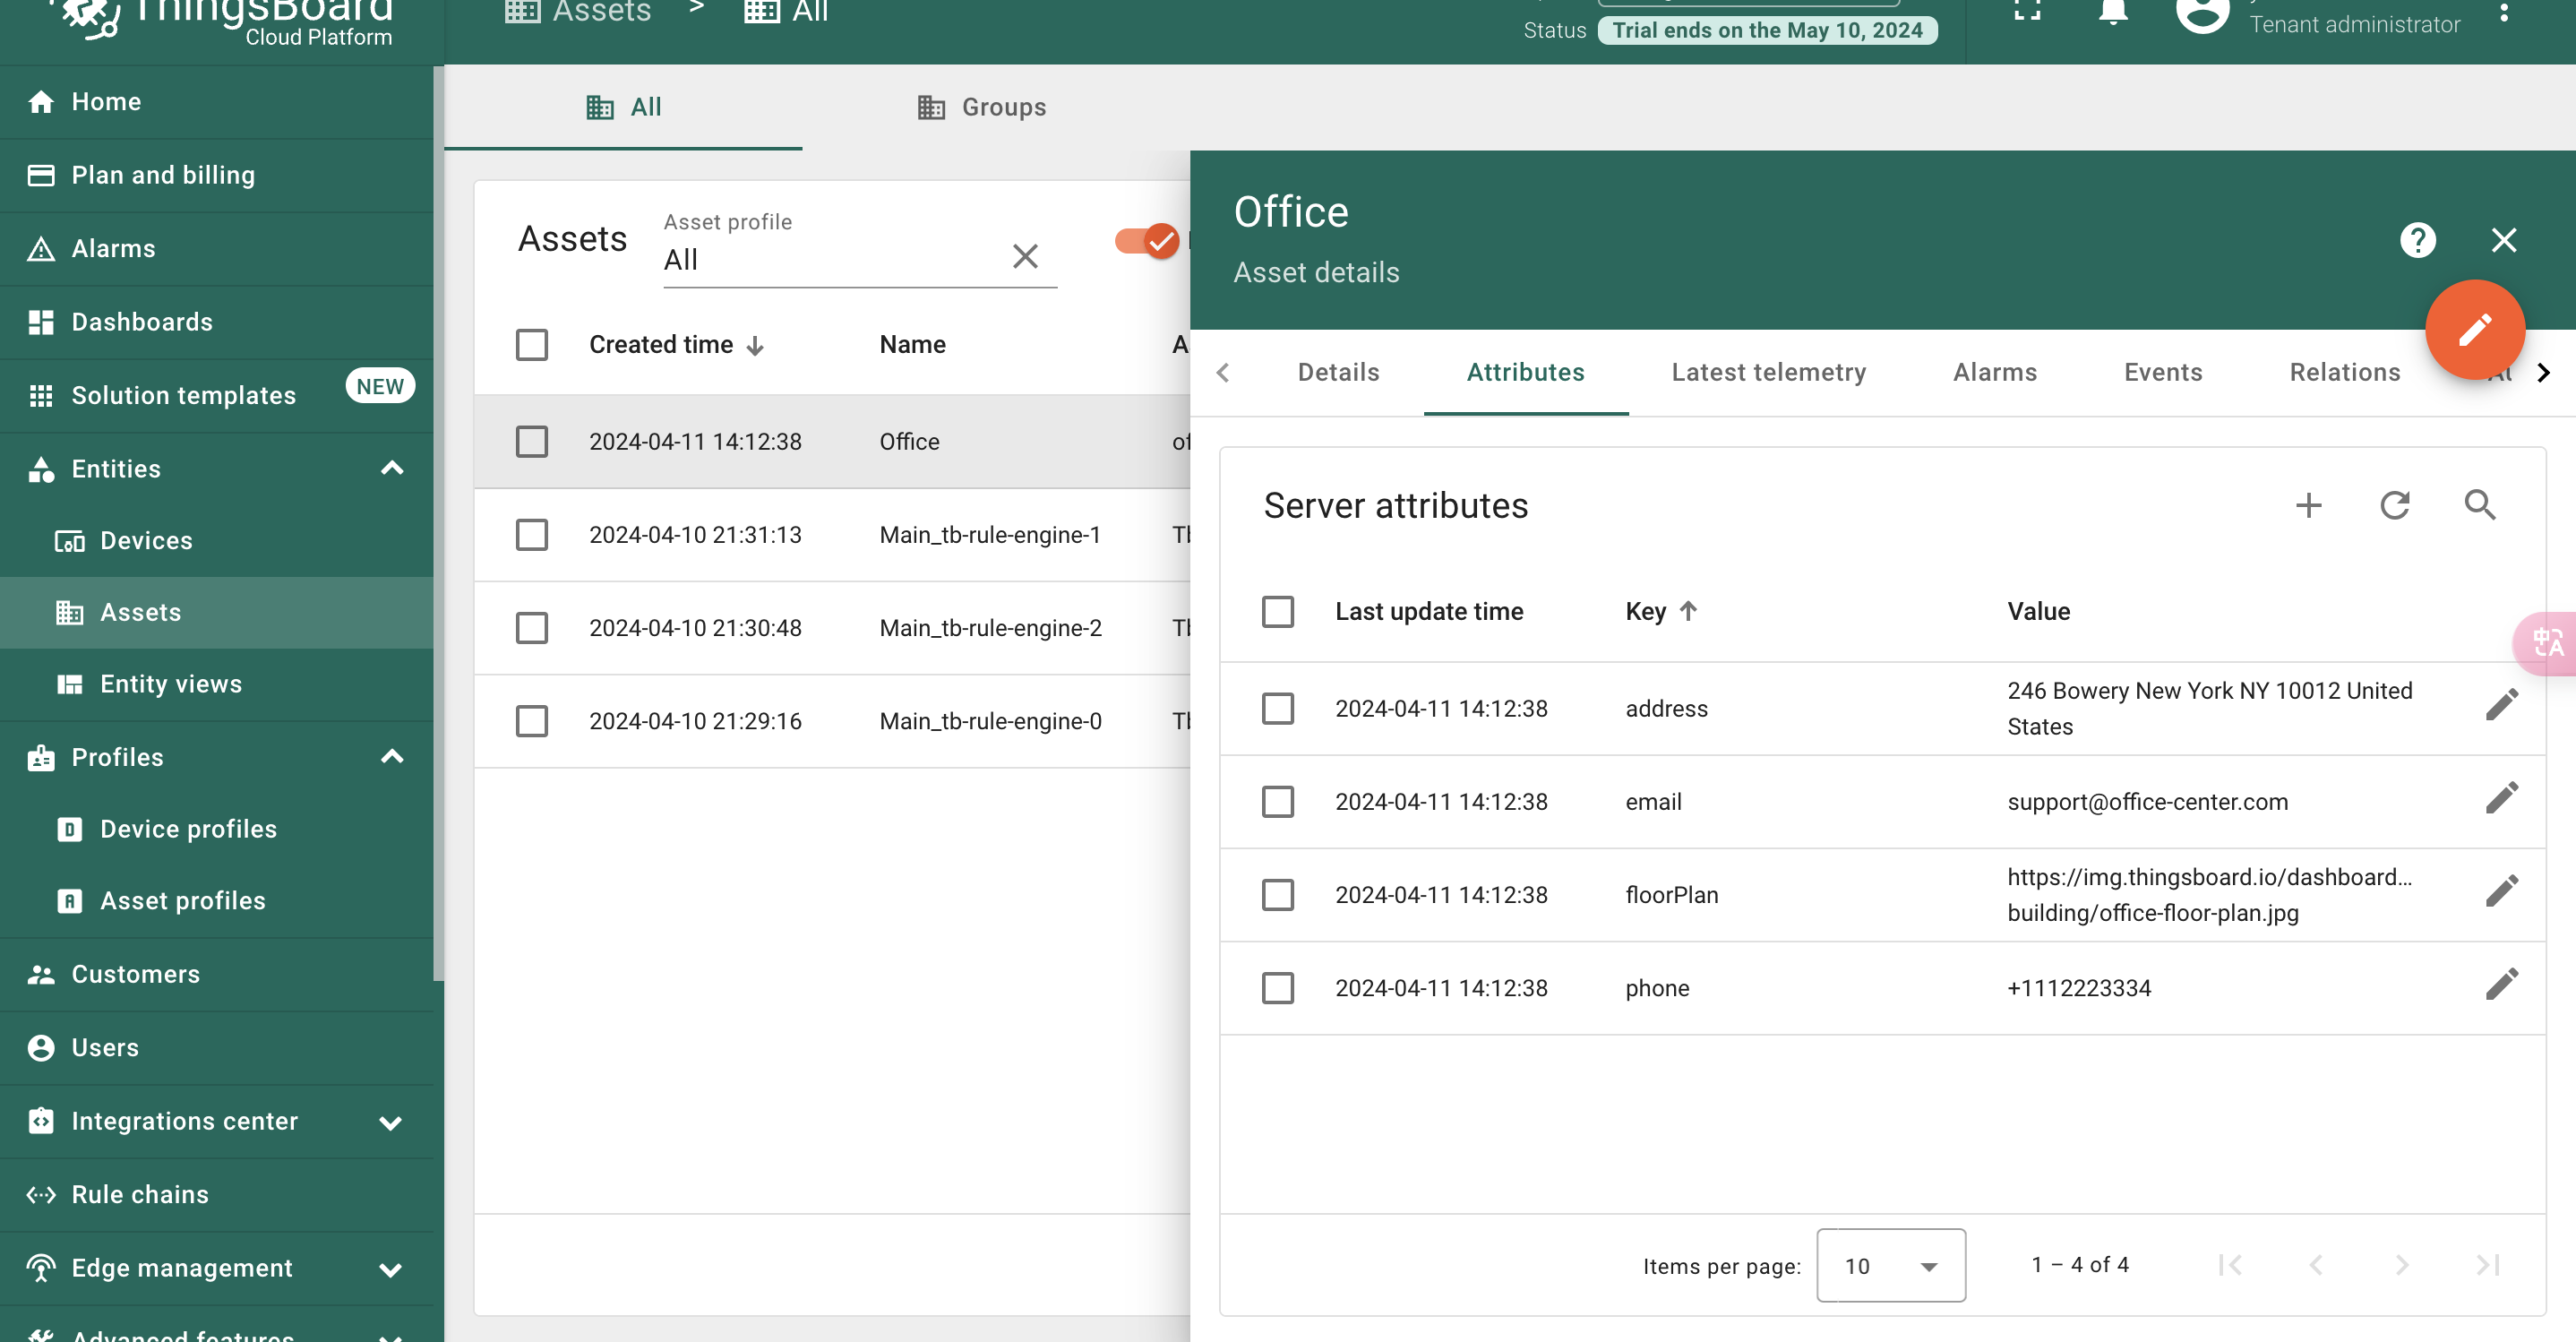 ThingsBoard
Cloud Platform
Assets > All
Status Trial ends on the May 10, 2024
Tenant administrator
Home
Plan and billing
Alarms
Dashboards
Solution templates NEW
Entities
Devices
Assets
Entity views
Profiles
Device profiles
Asset profiles
Customers
Users
Integrations center
Rule chains
Edge management
Advanced features
All Groups
Assets
Asset profile
All
Created time Name
2024-04-11 14:12:38 Office
2024-04-10 21:31:13 Main_tb-rule-engine-1
2024-04-10 21:30:48 Main_tb-rule-engine-2
2024-04-10 21:29:16 Main_tb-rule-engine-0
Office
Asset details
Details Attributes Latest telemetry Alarms Events Relations
Server attributes
Last update time Key Value
2024-04-11 14:12:38 address 246 Bowery New York NY 10012 United
States
2024-04-11 14:12:38 email support@office-center.com
2024-04-11 14:12:38 floorPlan https://img.thingsboard.io/dashboard...
building/office-floor-plan.jpg
2024-04-11 14:12:38 phone +1112223334
Items per page: 10 1 – 4 of 4